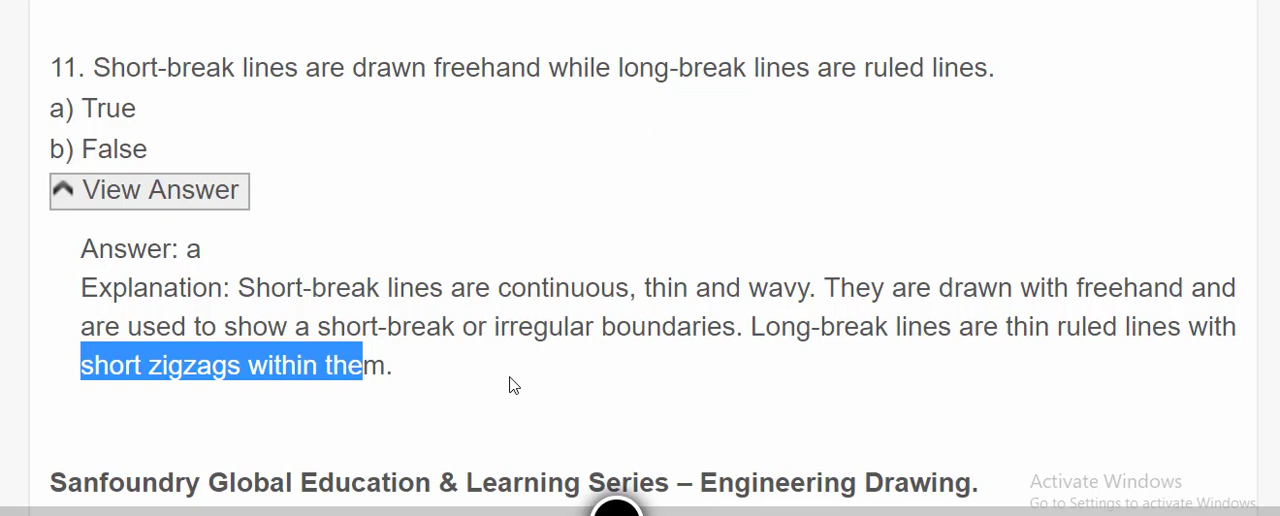 11. Short-break lines are drawn freehand while long-break lines are ruled lines.
a) True
b) False
View Answer
Answer: a
Explanation: Short-break lines are continuous, thin and wavy. They are drawn with freehand and
are used to show a short-break or irregular boundaries. Long-break lines are thin ruled lines with
short zigzags within them.
Sanfoundry Global Education & Learning Series – Engineering Drawing.
Activate Windows
Go to Settings to activate Windows.